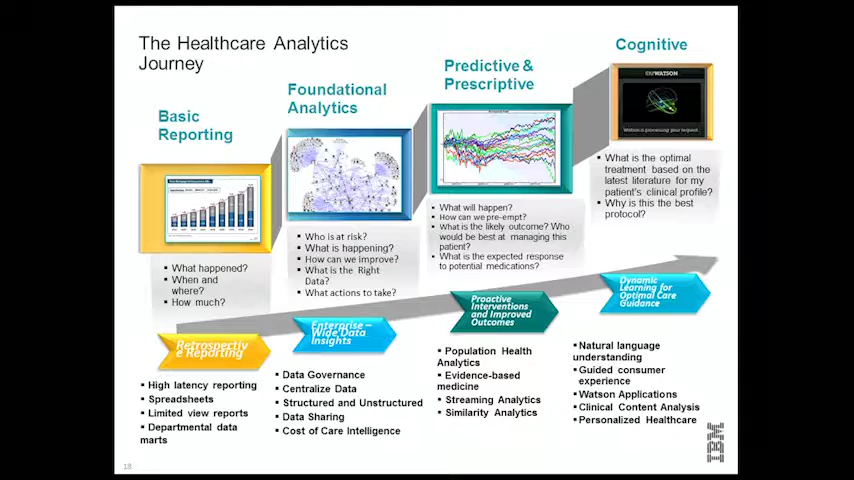 The Healthcare Analytics
Journey
Basic
Reporting
▪ What happened?
▪ When and
where?
▪ How much?
Retrospectiv
e Reporting
▪ High latency reporting
▪ Spreadsheets
▪ Limited view reports
▪ Departmental data
marts
Foundational
Analytics
▪ Who is at risk?
▪ What is happening?
▪ How can we improve?
▪ What is the Right
Data?
▪ What actions to take?
Enterprise –
Wide Data
Insights
▪ Data Governance
▪ Centralize Data
▪ Structured and Unstructured
▪ Data Sharing
▪ Cost of Care Intelligence
Predictive &
Prescriptive
▪ What will happen?
▪ How can we pre-empt?
▪ What is the likely outcome? Who
would be best at managing this
patient?
▪ What is the expected response
to potential medications?
Proactive
Interventions
and Improved
Outcomes
▪ Population Health
Analytics
▪ Evidence-based
medicine
▪ Streaming Analytics
▪ Similarity Analytics
Cognitive
IBM WATSON
Watson is processing your request.
▪ What is the optimal
treatment based on the
latest literature for my
patient's clinical profile?
▪ Why is this the best
protocol?
Dynamic
Learning for
Optimal Care
Guidance
▪ Natural language
understanding
▪ Guided consumer
experience
▪ Watson Applications
▪ Clinical Content Analysis
▪ Personalized Healthcare
IBM
18